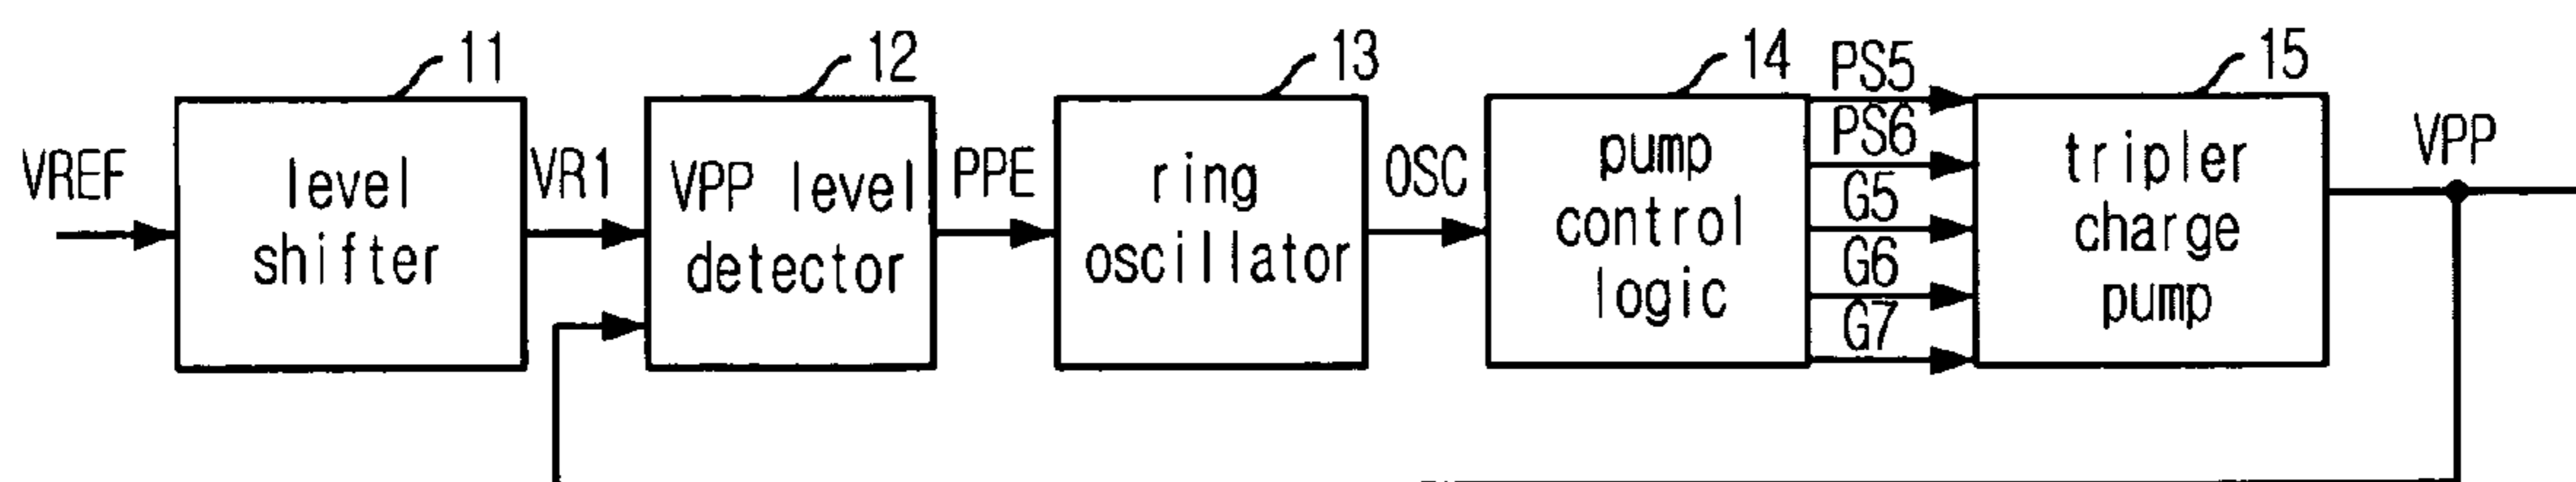 11
12
13
14
15
VREF
level
shifter
VR1
VPP level
detector
PPE
ring
oscillator
OSC
pump
control
logic
PS5
PS6
G5
G6
G7
tripler
charge
pump
VPP